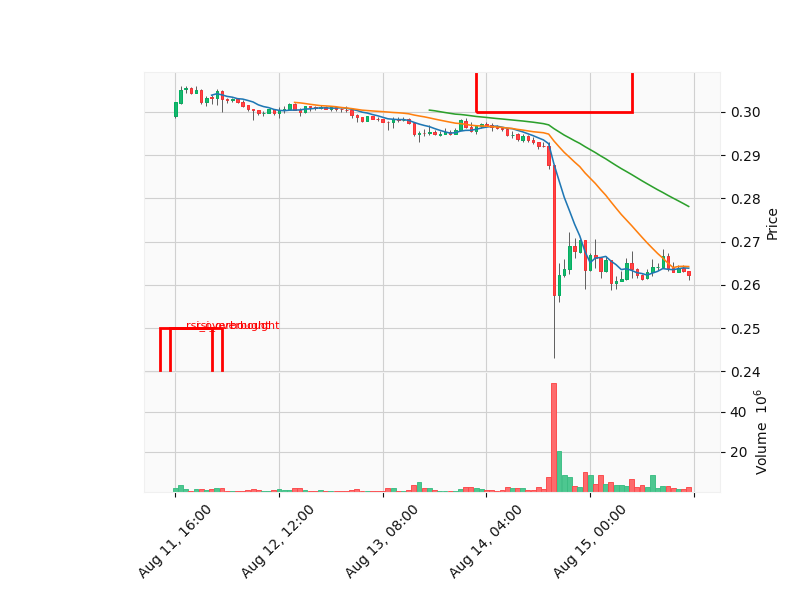 0.30
0.29
0.28
0.27
0.26
0.25
0.24
Price
rsi_overbought
40
20
Volume 10^6
Aug 11, 16:00
Aug 12, 12:00
Aug 13, 08:00
Aug 14, 04:00
Aug 15, 00:00